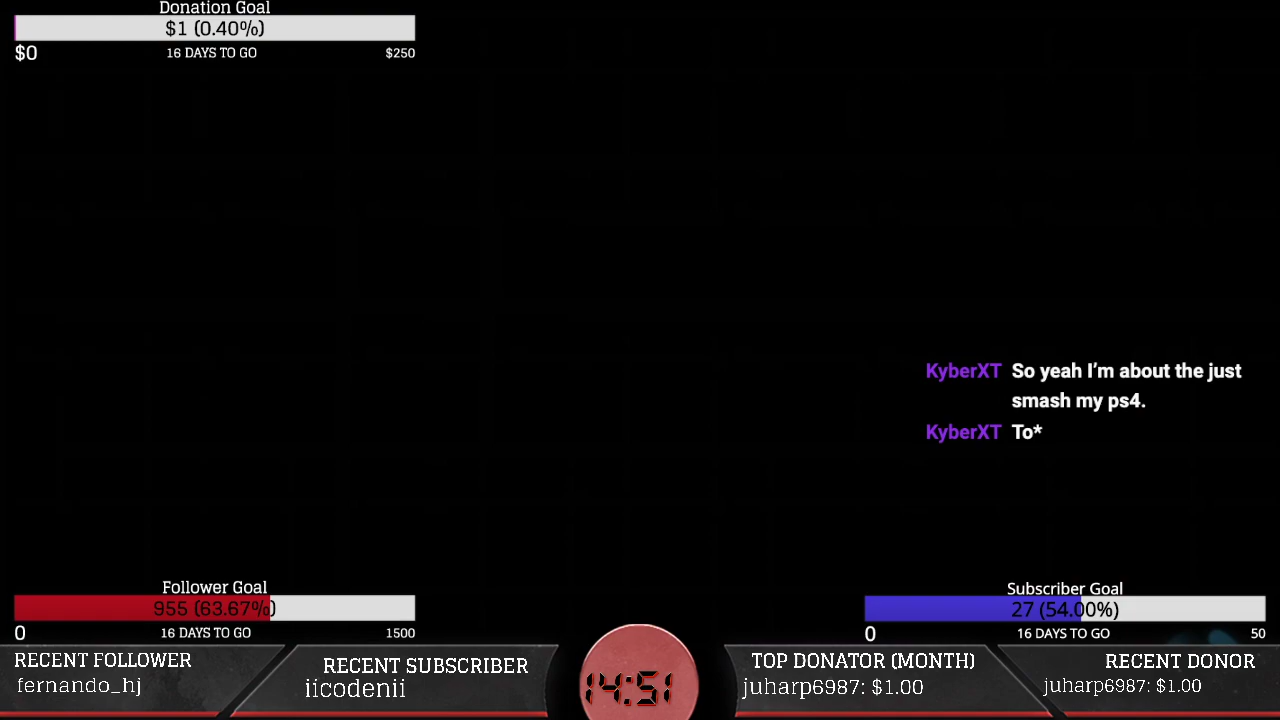 Donation Goal
$1 (0.40%)
$0 16 DAYS TO GO $250
KyberXT So yeah I'm about the just
smash my ps4.
KyberXT To*
Follower Goal
955 (63.67%)
0 16 DAYS TO GO 1500
Subscriber Goal
27 (54.00%)
0 16 DAYS TO GO 50
RECENT FOLLOWER
fernando_hj
RECENT SUBSCRIBER
iicodenii
14:51
TOP DONATOR (MONTH)
juharp6987: $1.00
RECENT DONOR
juharp6987: $1.00